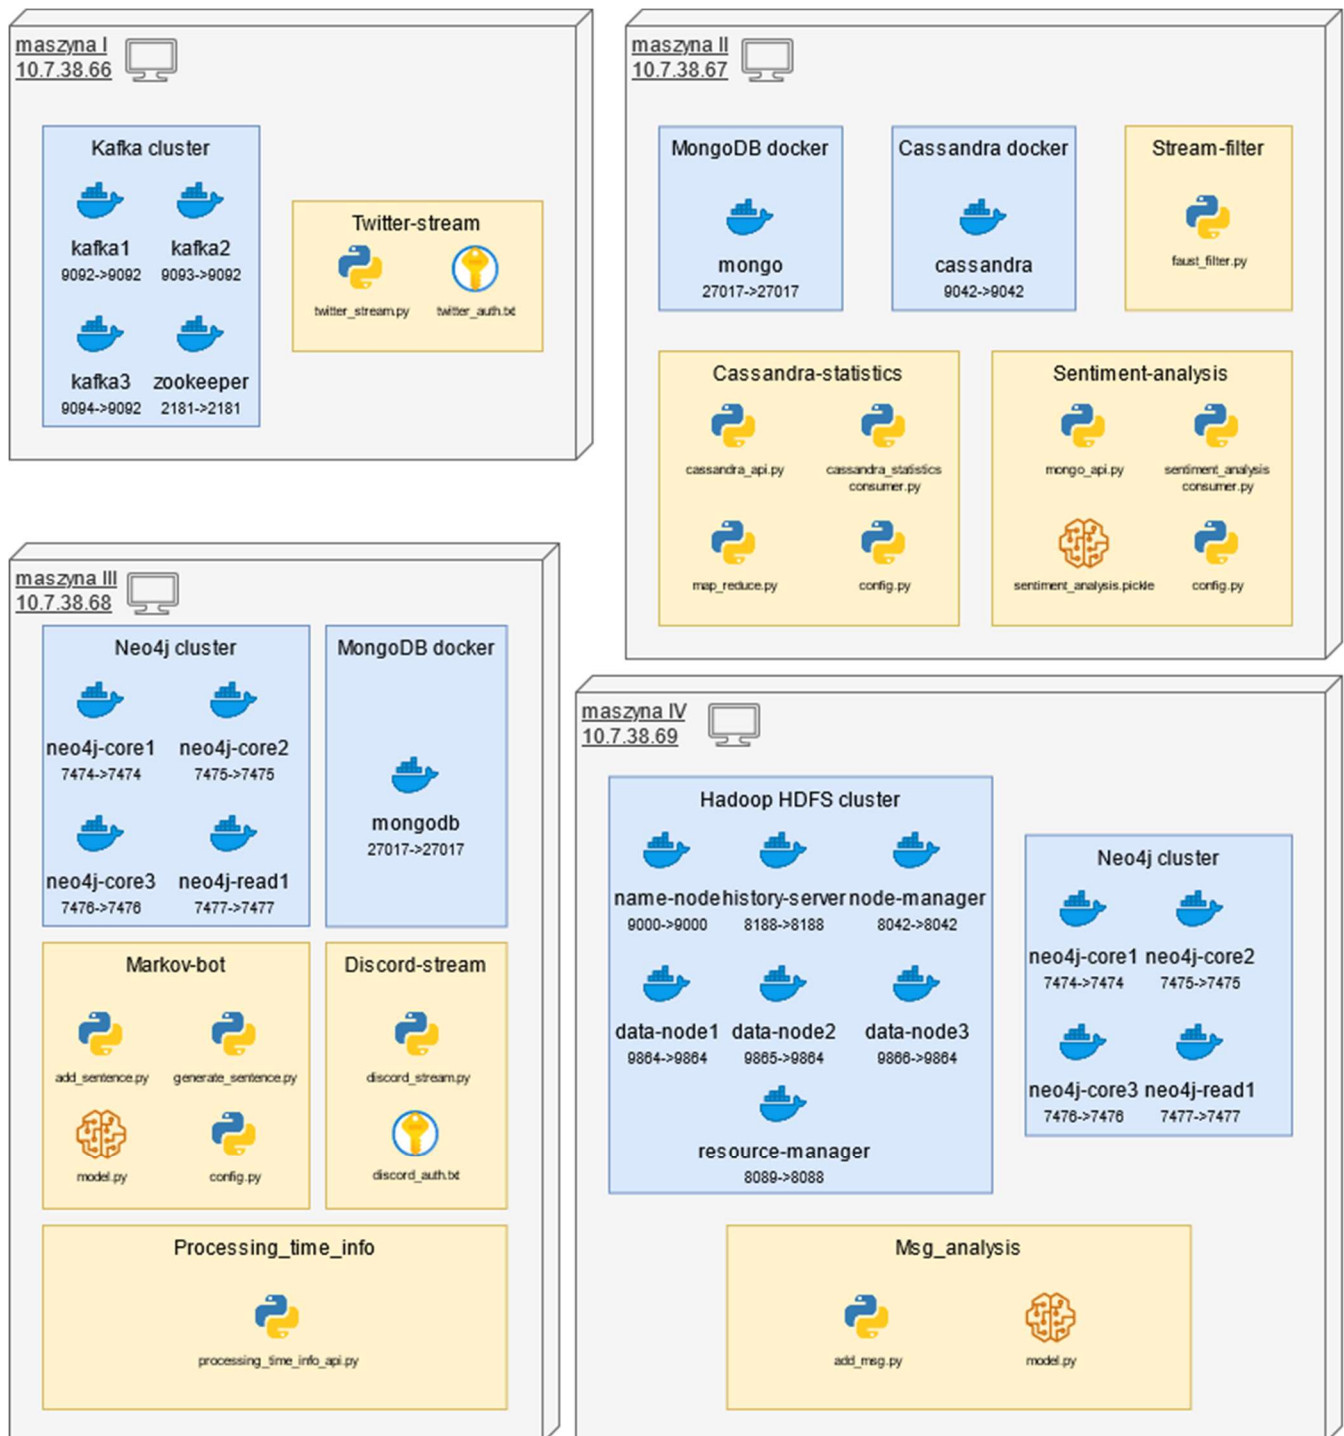 maszyna I
10.7.38.66
Kafka cluster
kafka1
9092->9092
kafka2
9093->9092
kafka3
9094->9092
zookeeper
2181->2181
Twitter-stream
twitter_stream.py
twitter_auth.txt
maszyna II
10.7.38.67
MongoDB docker
mongo
27017->27017
Cassandra docker
cassandra
9042->9042
Stream-filter
faust_filter.py
Cassandra-statistics
cassandra_api.py
cassandra_statistics
consumer.py
map_reduce.py
config.py
Sentiment-analysis
mongo_api.py
sentiment_analysis
consumer.py
sentiment_analysis.pickle
config.py
maszyna III
10.7.38.68
Neo4j cluster
neo4j-core1
7474->7474
neo4j-core2
7475->7475
neo4j-core3
7476->7476
neo4j-read1
7477->7477
MongoDB docker
mongodb
27017->27017
Markov-bot
add_sentence.py
generate_sentence.py
model.py
config.py
Discord-stream
discord_stream.py
discord_auth.txt
Processing_time_info
processing_time_info_api.py
maszyna IV
10.7.38.69
Hadoop HDFS cluster
name-node
9000->9000
history-server
8188->8188
node-manager
8042->8042
data-node1
9864->9864
data-node2
9865->9864
data-node3
9866->9864
resource-manager
8089->8088
Neo4j cluster
neo4j-core1
7474->7474
neo4j-core2
7475->7475
neo4j-core3
7476->7476
neo4j-read1
7477->7477
Msg_analysis
add_msg.py
model.py